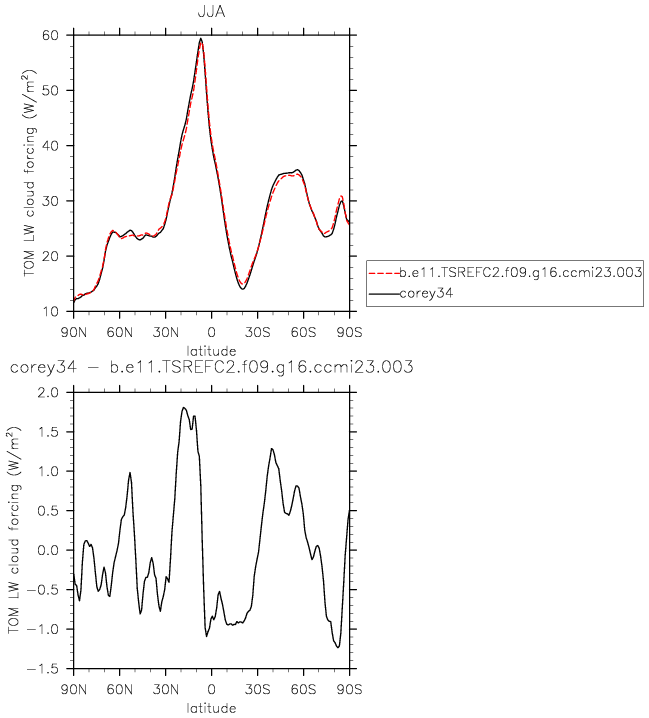 JJA
60
50
40
30
20
10
TOM LW cloud forcing (W/m²)
90N 60N 30N 0 30S 60S 90S
latitude
b.e11.TSREFC2.f09.g16.ccmi23.003
corey34
corey34 − b.e11.TSREFC2.f09.g16.ccmi23.003
2.0
1.5
1.0
0.5
0.0
−0.5
−1.0
−1.5
TOM LW cloud forcing (W/m²)
90N 60N 30N 0 30S 60S 90S
latitude